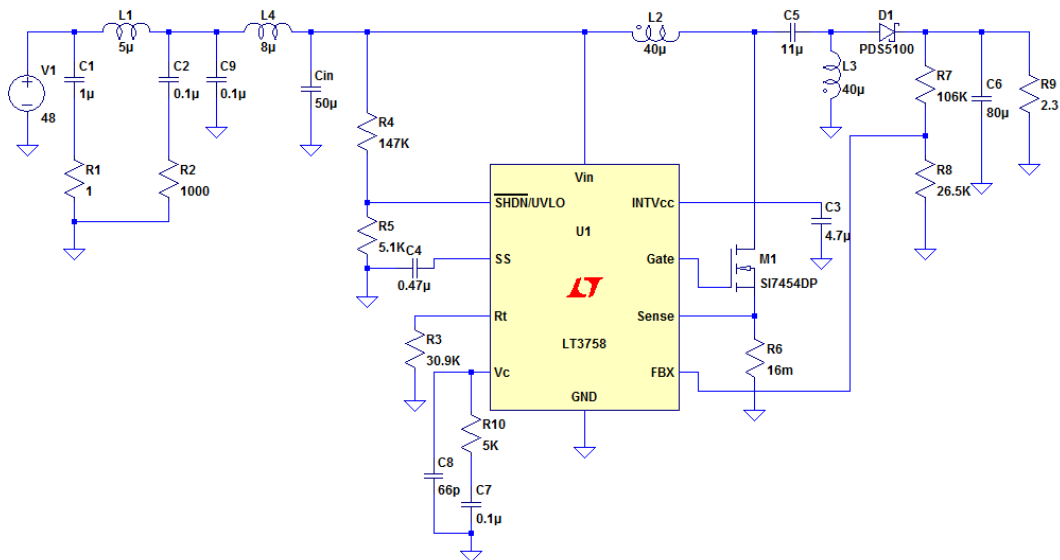 L1
5µ
L4
8µ
L2
40µ
C5
11µ
D1
PDS5100
V1
48
C1
1µ
C2
0.1µ
C9
0.1µ
Cin
50µ
L3
40µ
R7
106K
C6
80µ
R9
2.3
R4
147K
R1
1
R2
1000
R8
26.5K
Vin
SHDN/UVLO
INTVcc
R5
5.1K
U1
C3
4.7µ
C4
0.47µ
SS
Gate
M1
SI7454DP
Rt
Sense
R3
30.9K
LT3758
R6
16m
Vc
FBX
GND
R10
5K
C8
66p
C7
0.1µ